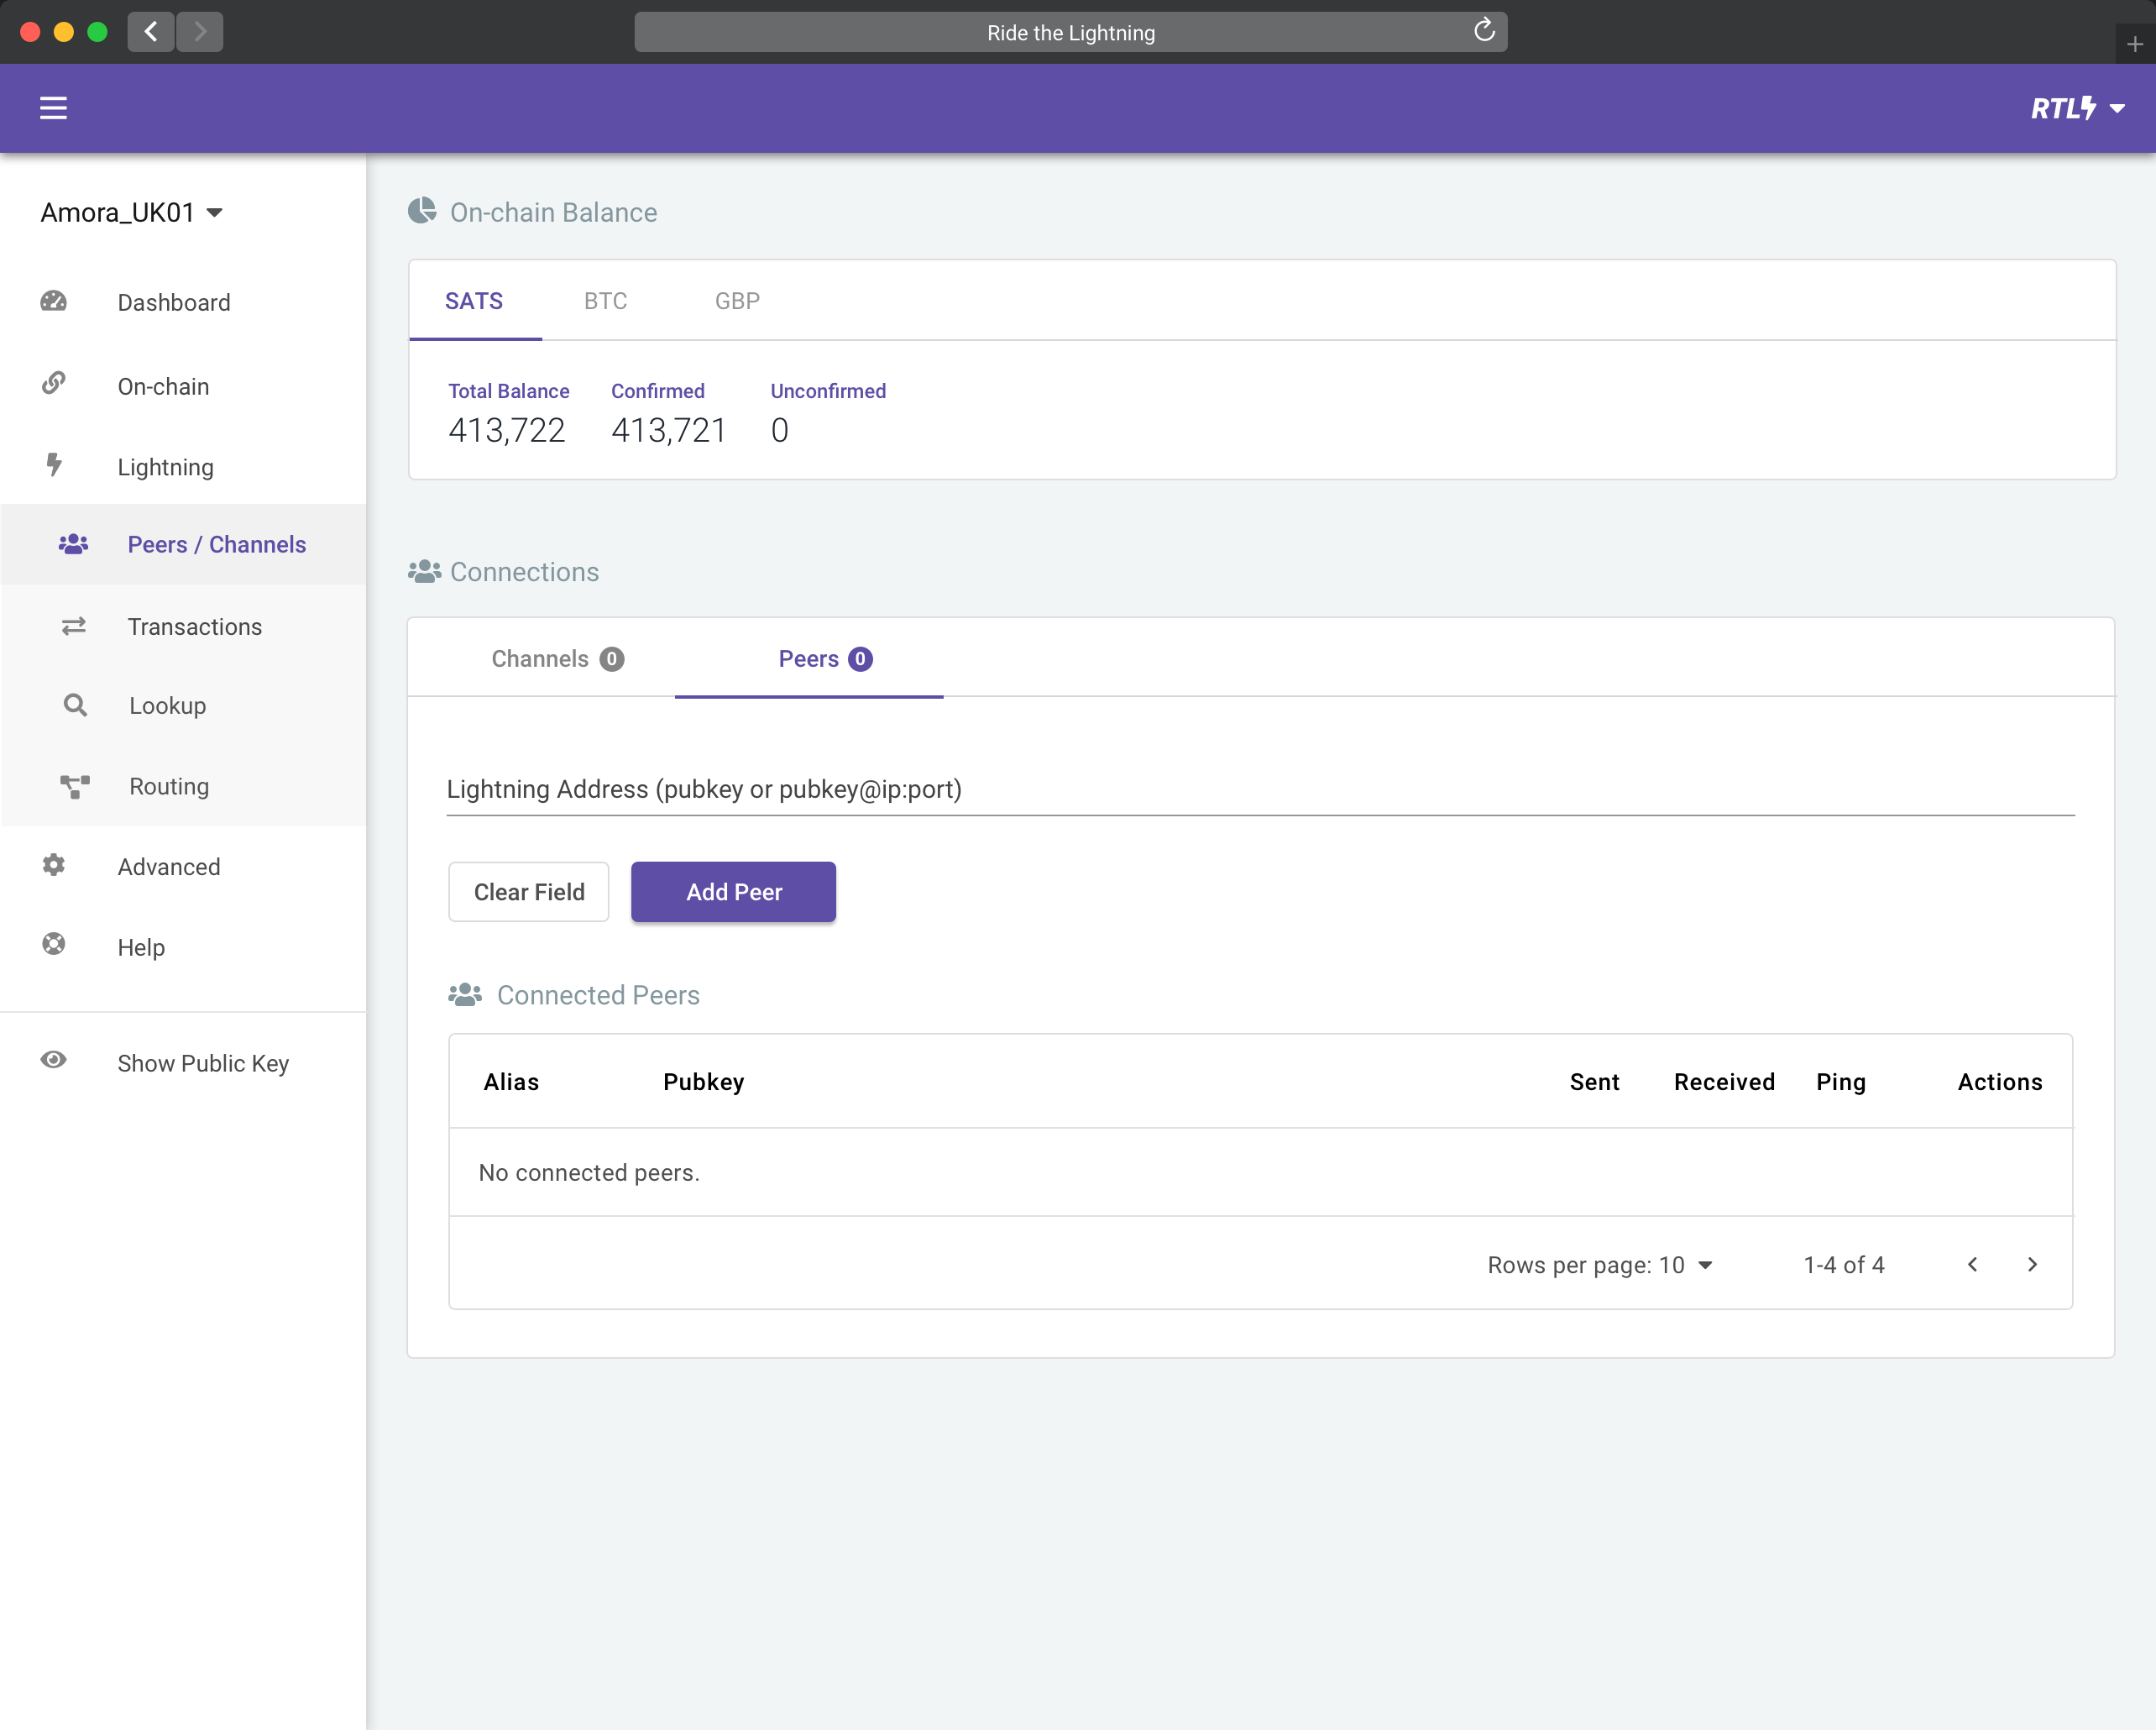 Ride the Lightning
RTL
Amora_UK01
Dashboard
On-chain
Lightning
Peers / Channels
Transactions
Lookup
Routing
Advanced
Help
Show Public Key
On-chain Balance
SATS BTC GBP
Total Balance Confirmed Unconfirmed
413,722 413,721 0
Connections
Channels 0 Peers 0
Lightning Address (pubkey or pubkey@ip:port)
Clear Field Add Peer
Connected Peers
Alias Pubkey Sent Received Ping Actions
No connected peers.
Rows per page: 10 1-4 of 4